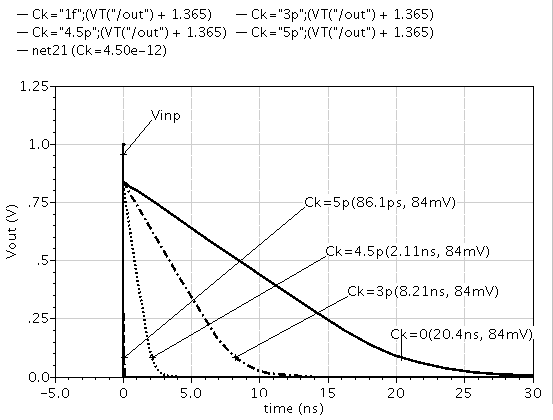 — Ck="1f";(VT("/out") + 1.365) — Ck="3p";(VT("/out") + 1.365)
— Ck="4.5p";(VT("/out") + 1.365) — Ck="5p";(VT("/out") + 1.365)
— net21 (Ck=4.50e-12)
1.25
Vinp
1.0
.75
Ck=5p(86.1ps, 84mV)
Vout (V)
Ck=4.5p(2.11ns, 84mV)
.5
Ck=3p(8.21ns, 84mV)
.25
Ck=0(20.4ns, 84mV)
0.0
-5.0 0 5.0 10 15 20 25 30
time (ns)